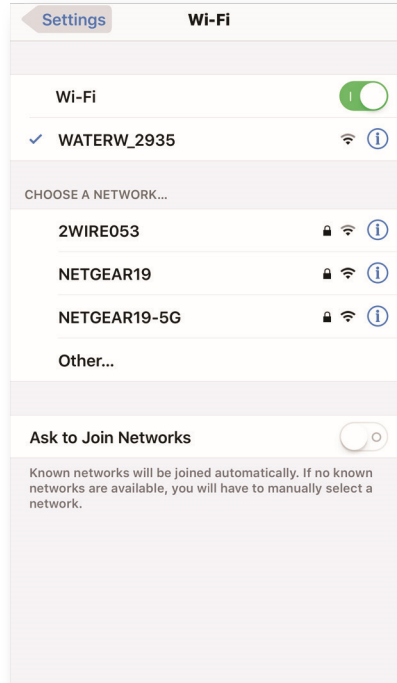 Settings
Wi-Fi
Wi-Fi
WATERW_2935
CHOOSE A NETWORK...
2WIRE053
NETGEAR19
NETGEAR19-5G
Other...
Ask to Join Networks
Known networks will be joined automatically. If no known
networks are available, you will have to manually select a
network.